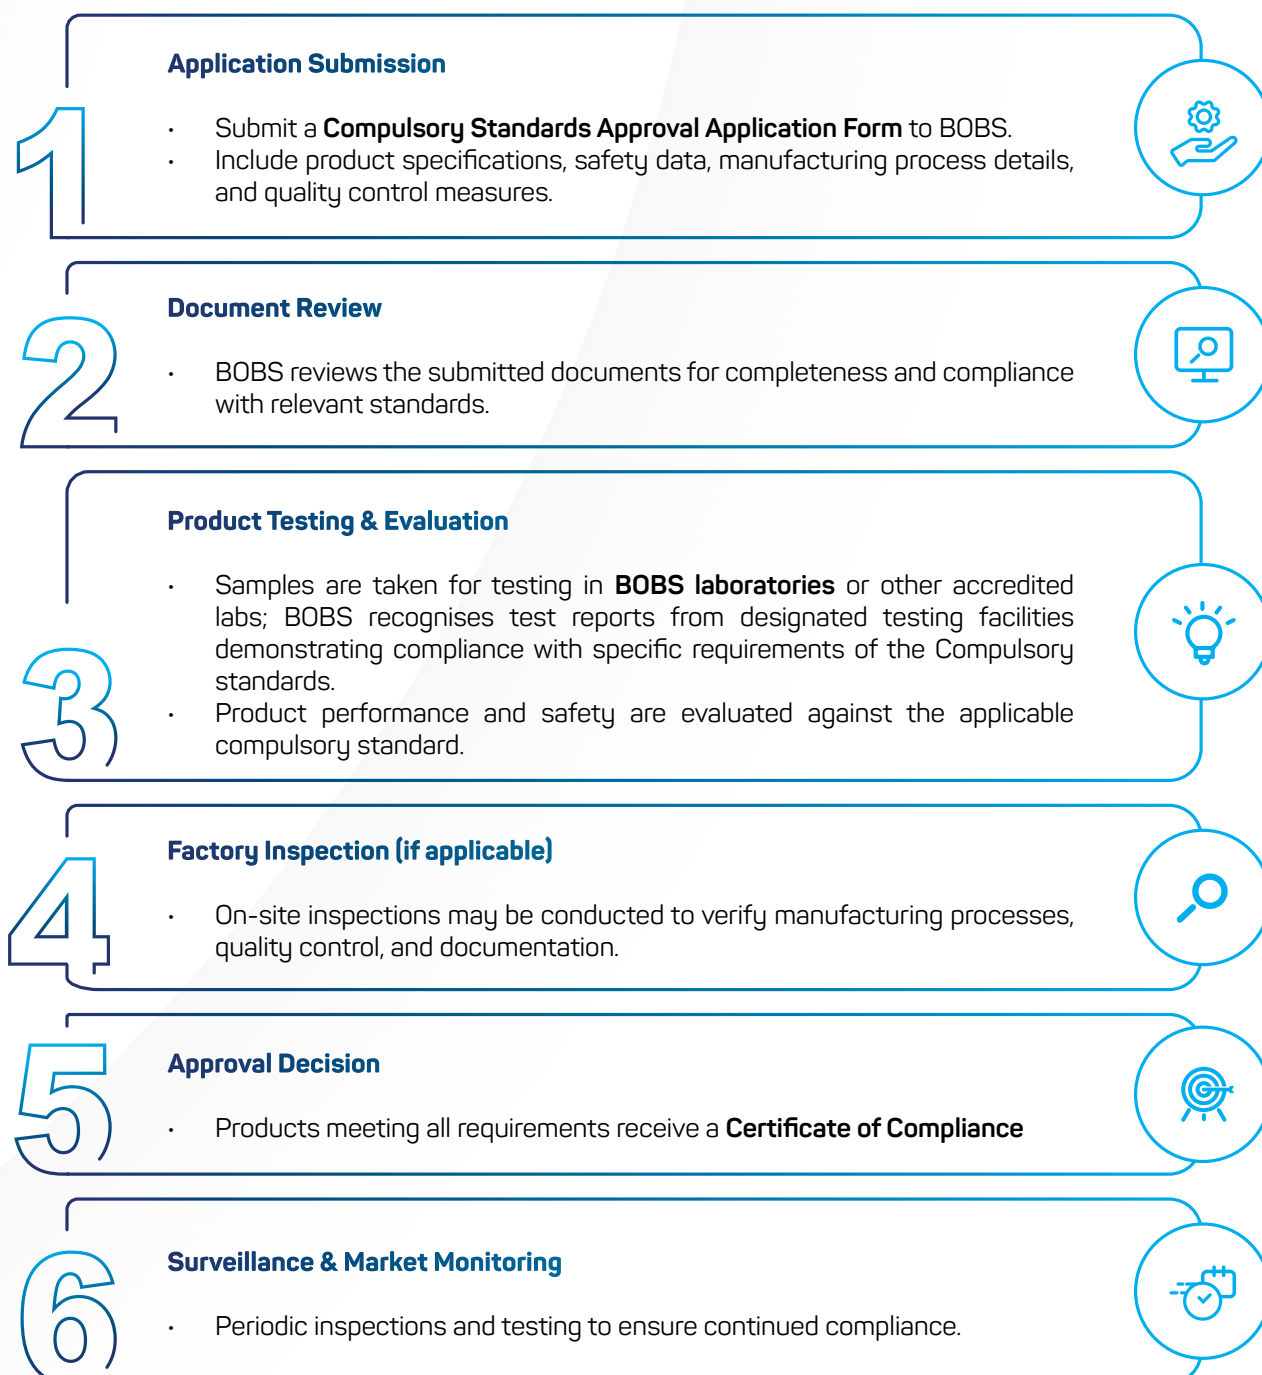 1
Application Submission
• Submit a Compulsory Standards Approval Application Form to BOBS.
• Include product specifications, safety data, manufacturing process details,
and quality control measures.
2
Document Review
• BOBS reviews the submitted documents for completeness and compliance
with relevant standards.
3
Product Testing & Evaluation
• Samples are taken for testing in BOBS laboratories or other accredited
labs; BOBS recognises test reports from designated testing facilities
demonstrating compliance with specific requirements of the Compulsory
standards.
• Product performance and safety are evaluated against the applicable
compulsory standard.
4
Factory Inspection (if applicable)
• On-site inspections may be conducted to verify manufacturing processes,
quality control, and documentation.
5
Approval Decision
• Products meeting all requirements receive a Certificate of Compliance
6
Surveillance & Market Monitoring
• Periodic inspections and testing to ensure continued compliance.